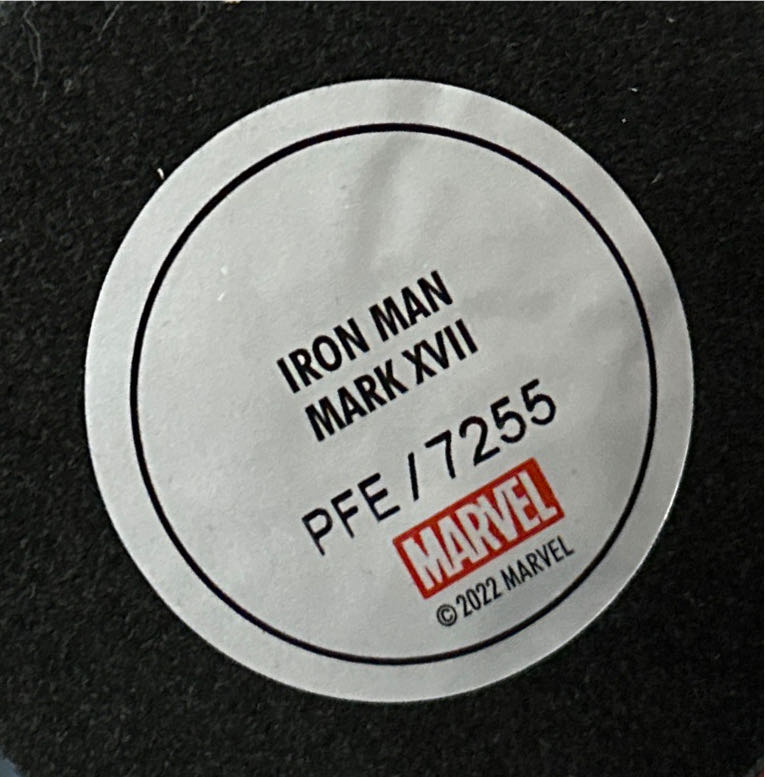 IRON MAN
MARK XVII
PFE / 7255
MARVEL
© 2022 MARVEL